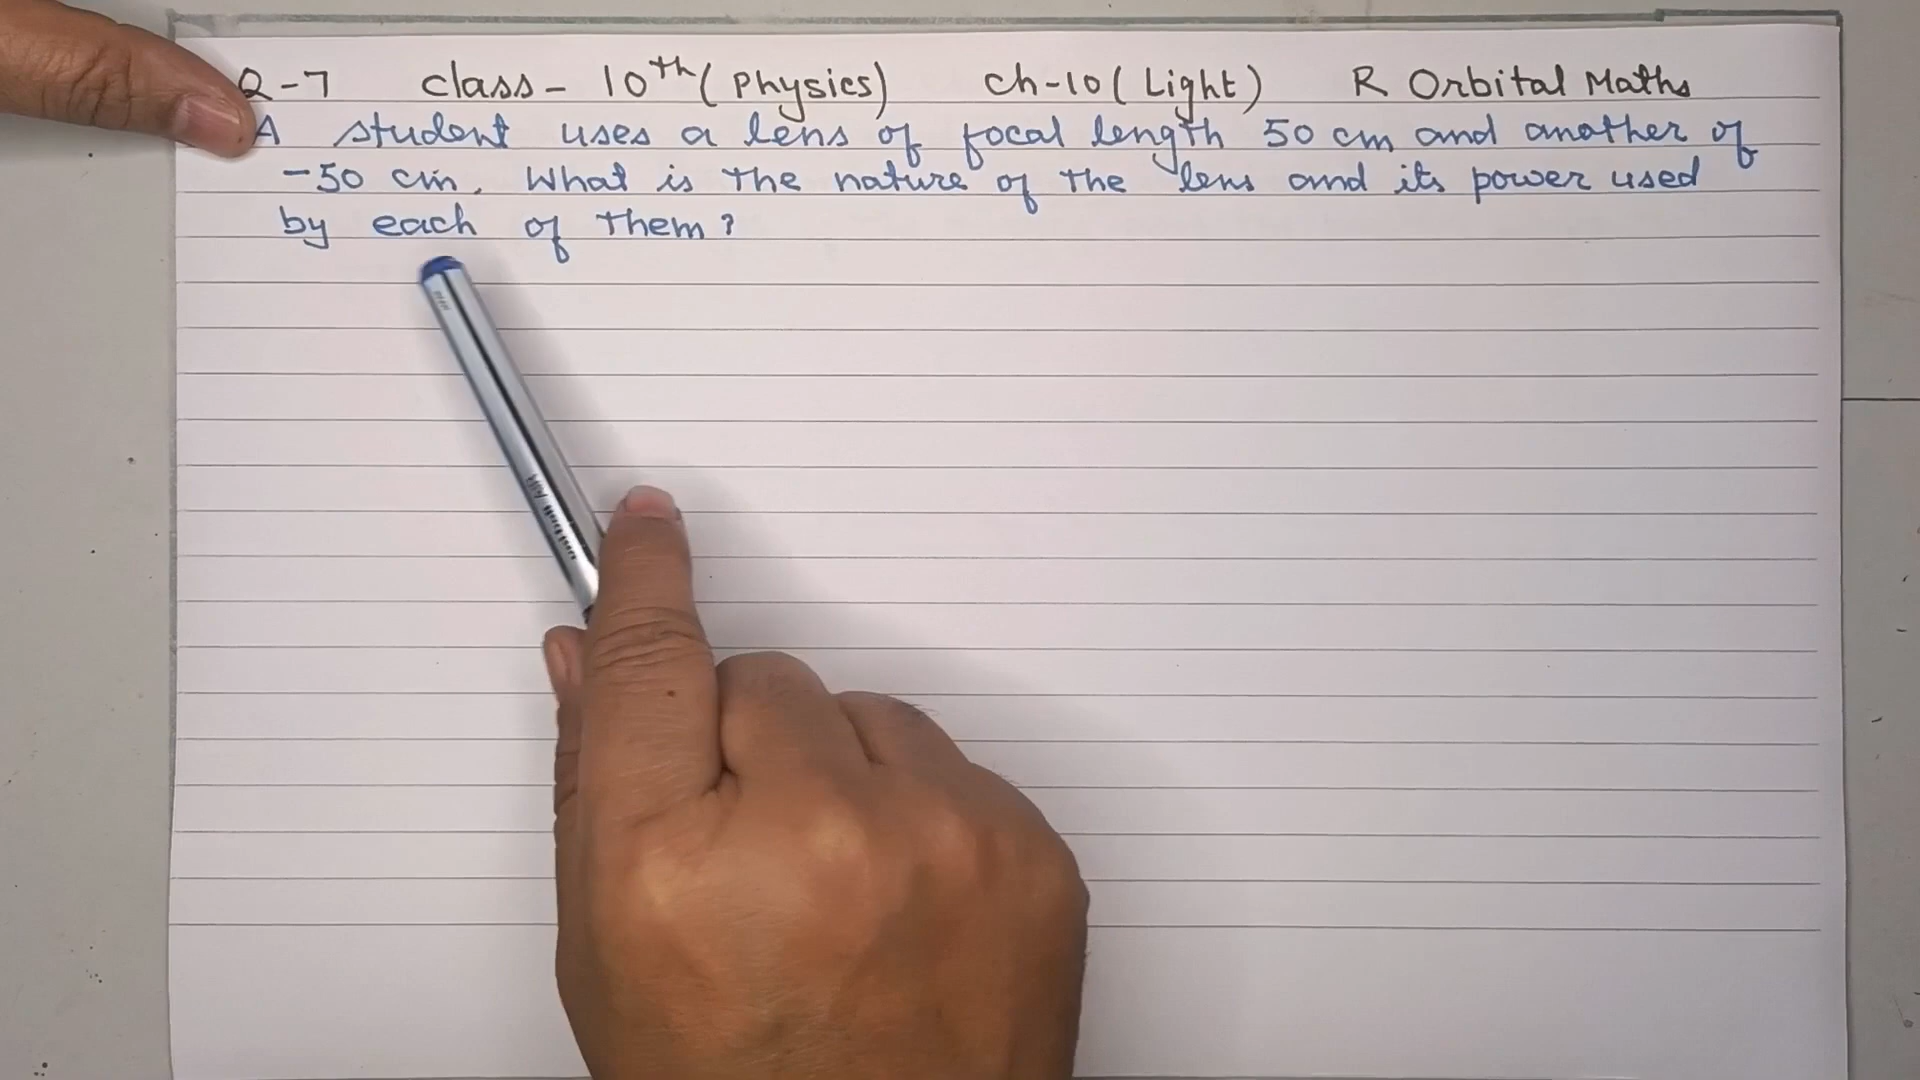 Q-7 class- 10th (Physics) Ch-10 (Light) R Orbital Maths
A student uses a lens of focal length 50 cm and another of
-50 cm. What is the nature of the lens and its power used
by each of them?